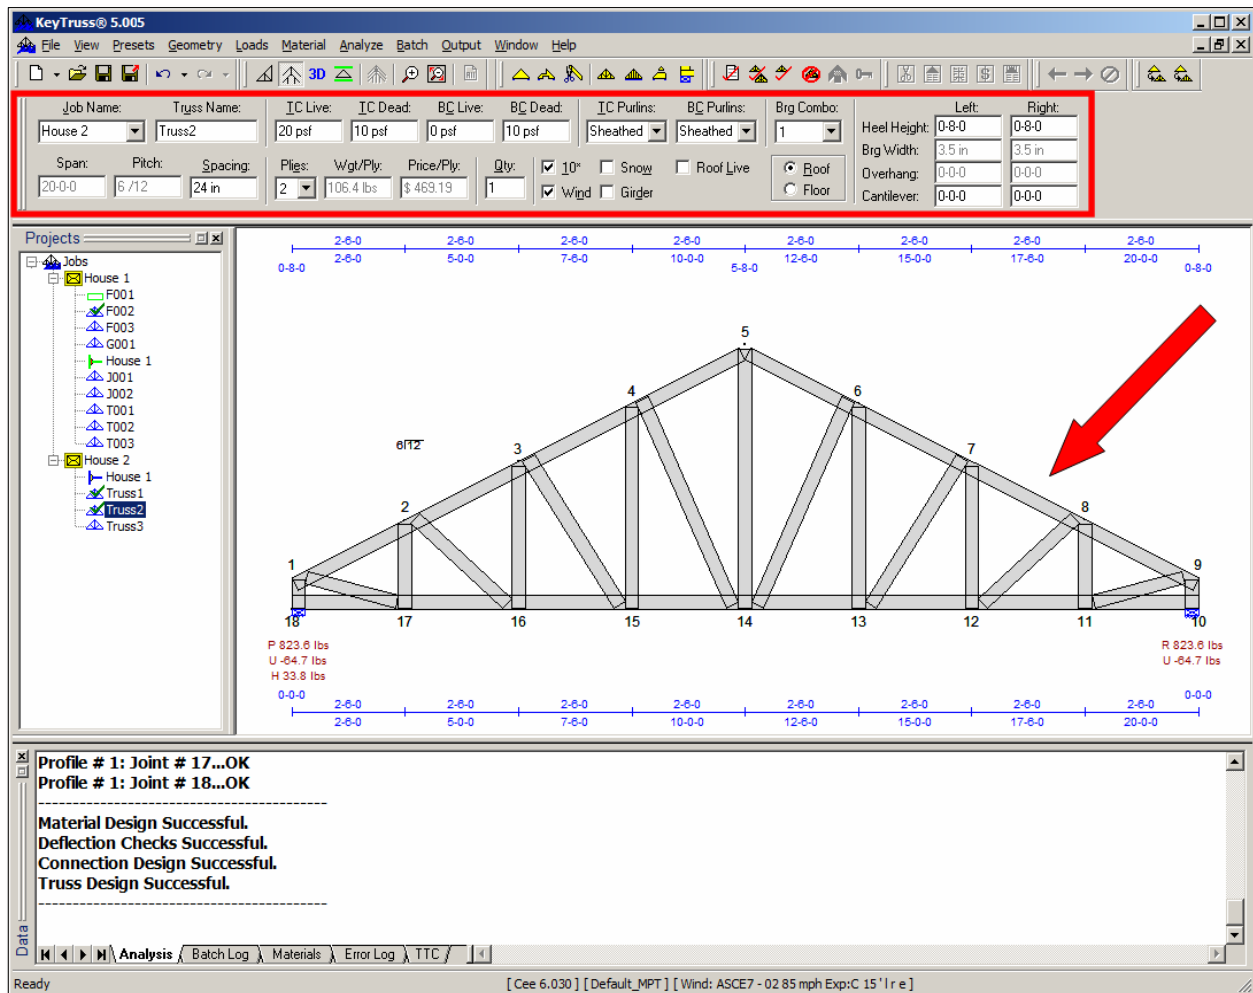 KeyTruss® 5.005
File View Presets Geometry Loads Material Analyze Batch Output Window Help
3D
Job Name: Truss Name: TC Live: TC Dead: BC Live: BC Dead: TC Purlins: BC Purlins: Brg Combo: Left: Right:
House 2 Truss2 20 psf 10 psf 0 psf 10 psf Sheathed Sheathed 1 Heel Height: 0-8-0 0-8-0
Brg Width: 3.5 in 3.5 in
Span: Pitch: Spacing: Plies: Wgt/Ply: Price/Ply: Qty: 10" Snow Roof Live Roof Overhang: 0-0-0 0-0-0
20-0-0 6 /12 24 in 2 106.4 lbs $ 469.19 1 Wind Girder Floor Cantilever: 0-0-0 0-0-0
Projects
Jobs
House 1
F001
F002
F003
G001
House 1
J001
J002
T001
T002
T003
House 2
House 1
Truss1
Truss2
Truss3
2-6-0 2-6-0 2-6-0 2-6-0 2-6-0 2-6-0 2-6-0 2-6-0
0-8-0 2-6-0 5-0-0 7-6-0 10-0-0 5-8-0 12-6-0 15-0-0 17-6-0 20-0-0 0-8-0
5
4 6
6 12
3 7
2 8
1 9
18 17 16 15 14 13 12 11 10
P 823.6 lbs R 823.6 lbs
U -64.7 lbs U -64.7 lbs
H 33.8 lbs
0-0-0 2-6-0 2-6-0 2-6-0 2-6-0 2-6-0 2-6-0 2-6-0 2-6-0 0-0-0
2-6-0 5-0-0 7-6-0 10-0-0 12-6-0 15-0-0 17-6-0 20-0-0
Profile # 1: Joint # 17...OK
Profile # 1: Joint # 18...OK
------------------------------------------
Material Design Successful.
Deflection Checks Successful.
Connection Design Successful.
Truss Design Successful.
------------------------------------------
Data
Analysis Batch Log Materials Error Log TTC
Ready [ Cee 6.030 ] [ Default_MPT ] [ Wind: ASCE7 - 02 85 mph Exp:C 15 ' l r e ]